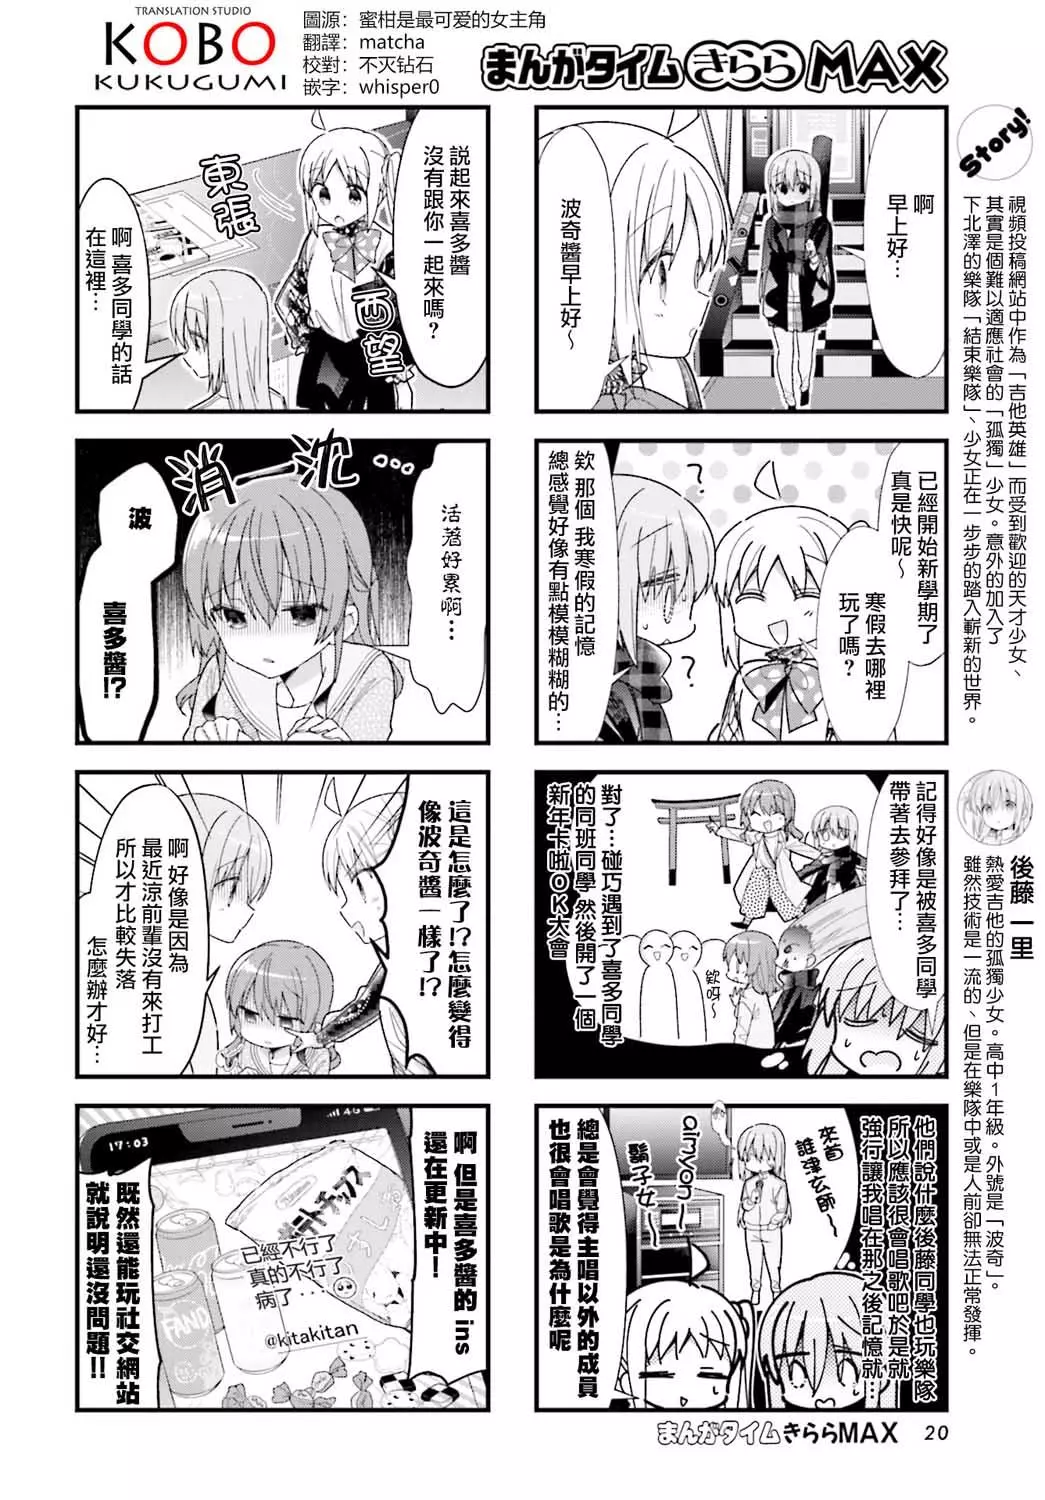 TRANSLATION STUDIO
KOBO
KUKUGUMI
圖源：蜜柑是最可爱的女主角
翻譯：matcha
校對：不灭钻石
嵌字：whisper0
まんがタイムきららMAX
Story!
視頻投稿網站中作為「吉他英雄」而受到歡迎的天才少女、
其實是個難以適應社會的「孤獨」少女。意外的加入了
下北澤的樂隊「結束樂隊」、少女正在一步步的踏入嶄新的世界。
後藤一里
熱愛吉他的孤獨少女。高中1年級。外號是「波奇」。
雖然技術是一流的、但是在樂隊中或是人前卻無法正常發揮。
啊
早上好…
波奇醬早上好～
已經開始新學期了
真是快呢～
寒假去哪裡
玩了嗎？
欸 那個 我寒假的記憶
總感覺好像有點模模糊糊的…
記得好像是被喜多同學
帶著去參拜了…
對了…碰巧遇到了喜多同學
的同班同學 然後開了一個
新年卡啦OK大會
欸呀～
他們說什麼後藤同學也玩樂隊
所以應該很會唱歌吧於是就
強行讓我唱在那之後記憶就…
來首
誰津玄師～
aimyon～
鬍子女～
總是會覺得主唱以外的成員
也很會唱歌是為什麼呢
說起來喜多醬
沒有跟你一起來嗎？
東張
西望
啊 喜多同學的話
在這裡…
消沈
活著好累啊…
波
喜多醬!?
這是怎麼了!?怎麼變得
像波奇醬一樣了!?
啊 好像是因為
最近涼前輩沒有來打工
所以才比較失落
怎麼辦才好…
啊 但是喜多醬的 ins
還在更新中！
17:03
4G
チップス
FAND
已經不行了
真的不行了
病了....
@kitakitan
既然還能玩社交網站
就說明還沒問題!!
まんがタイムきららMAX
20